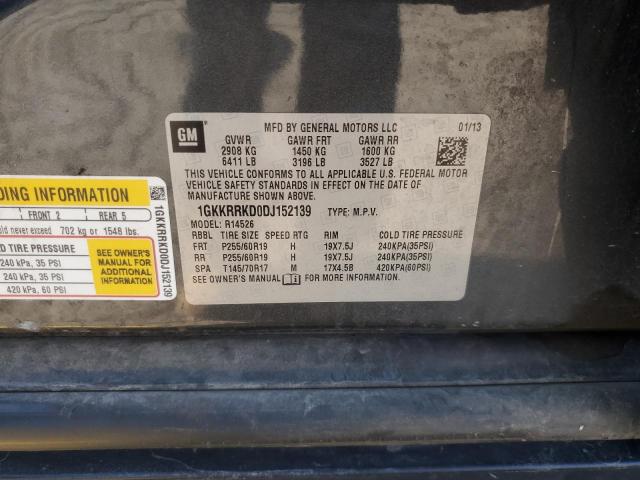 GM
MFD BY GENERAL MOTORS LLC 01/13
GVWR GAWR FRT GAWR RR
2908 KG 1450 KG 1600 KG
6411 LB 3196 LB 3527 LB
THIS VEHICLE CONFORMS TO ALL APPLICABLE U.S. FEDERAL MOTOR
VEHICLE SAFETY STANDARDS IN EFFECT ON THE DATE OF
MANUFACTURE SHOWN ABOVE.
1GKKRRKD0DJ152139 TYPE: M.P.V.
MODEL: R14526
RBBL TIRE SIZE SPEED RTG RIM COLD TIRE PRESSURE
FRT P255/60R19 H 19X7.5J 240KPA(35PSI)
RR P255/60R19 H 19X7.5J 240KPA(35PSI)
SPA T145/70R17 M 17X4.5B 420KPA(60PSI)
SEE OWNER'S MANUAL FOR MORE INFORMATION.
DING INFORMATION
FRONT 2 REAR 5
uld never exceed 702 kg or 1548 lbs.
D TIRE PRESSURE
240 kPa, 35 PSI
240 kPa, 35 PSI
420 kPa, 60 PSI
SEE OWNER'S
MANUAL FOR
ADDITIONAL
INFORMATION
1GKKRRKD0DJ152139